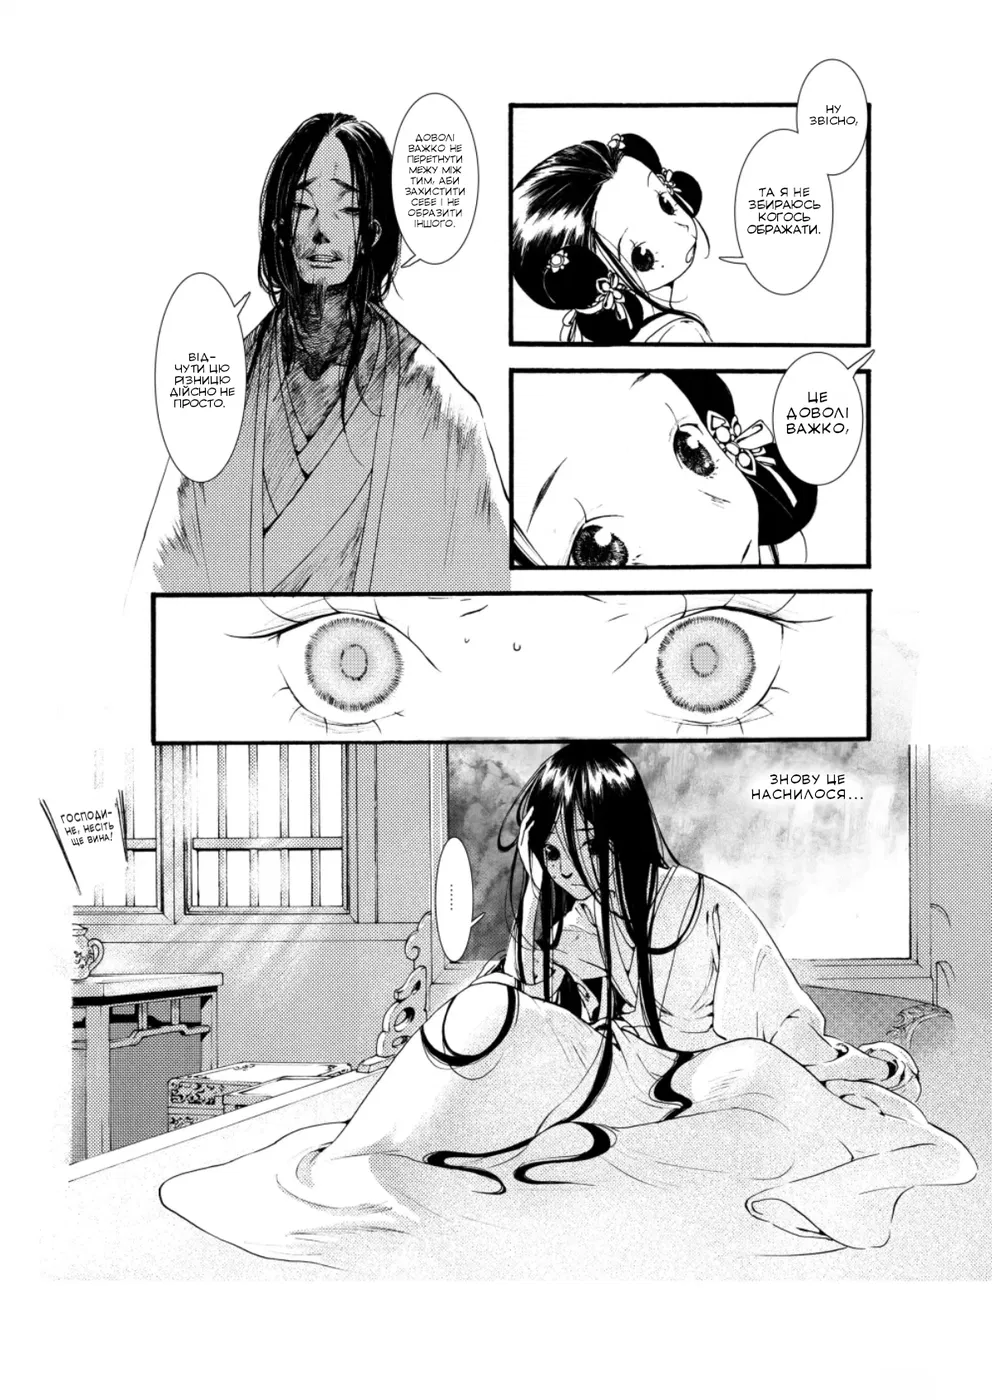 НУ
ЗВІСНО,
ТА Я НЕ
ЗБИРАЮСЬ
КОГОСЬ
ОБРАЖАТИ.
ЦЕ
ДОВОЛІ
ВАЖКО,
ДОВОЛІ
ВАЖКО НЕ
ПЕРЕТНУТИ
МЕЖУ МІЖ
ТИМ, АБИ
ЗАХИСТИТИ
СЕБЕ І НЕ
ОБРАЗИТИ
ІНШОГО.
ВІД-
ЧУТИ ЦЮ
РІЗНИЦЮ
ДІЙСНО НЕ
ПРОСТО.
ЗНОВУ ЦЕ
НАСНИЛОСЯ...
.......
ГОСПОДИ-
НЕ, НЕСІТЬ
ЩЕ ВИНА!